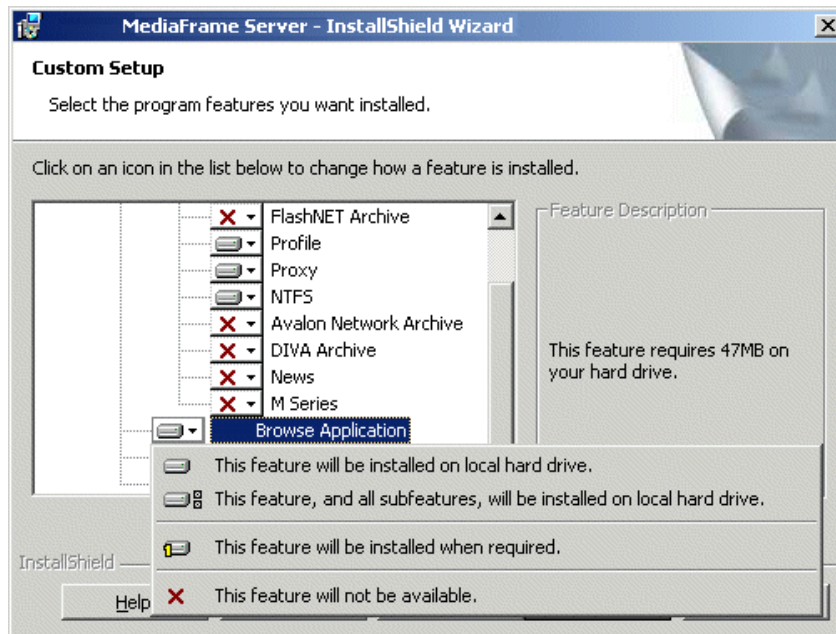 MediaFrame Server - InstallShield Wizard
Custom Setup
Select the program features you want installed.
Click on an icon in the list below to change how a feature is installed.
FlashNET Archive
Profile
Proxy
NTFS
Avalon Network Archive
DIVA Archive
News
M Series
Browse Application
Feature Description
This feature requires 47MB on
your hard drive.
This feature will be installed on local hard drive.
This feature, and all subfeatures, will be installed on local hard drive.
This feature will be installed when required.
This feature will not be available.
InstallShield
Help